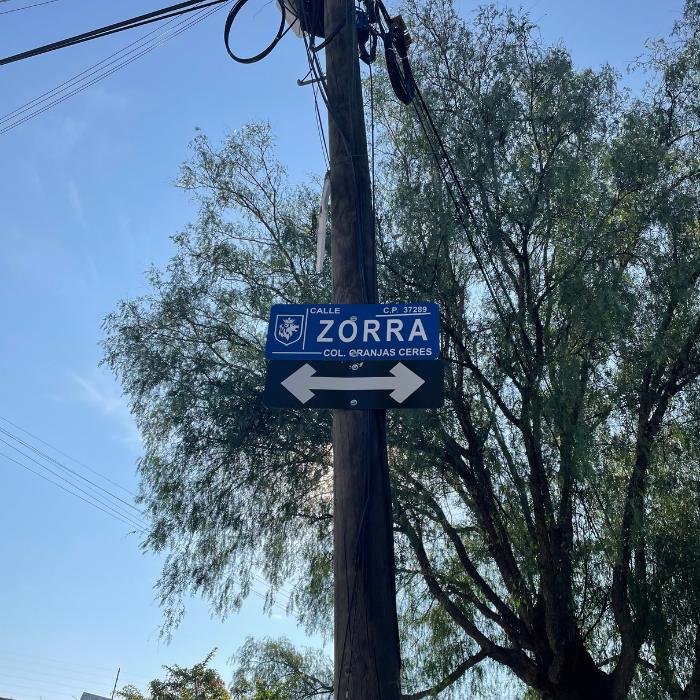 CALLE C.P. 37289
ZORRA
COL. GRANJAS CERES